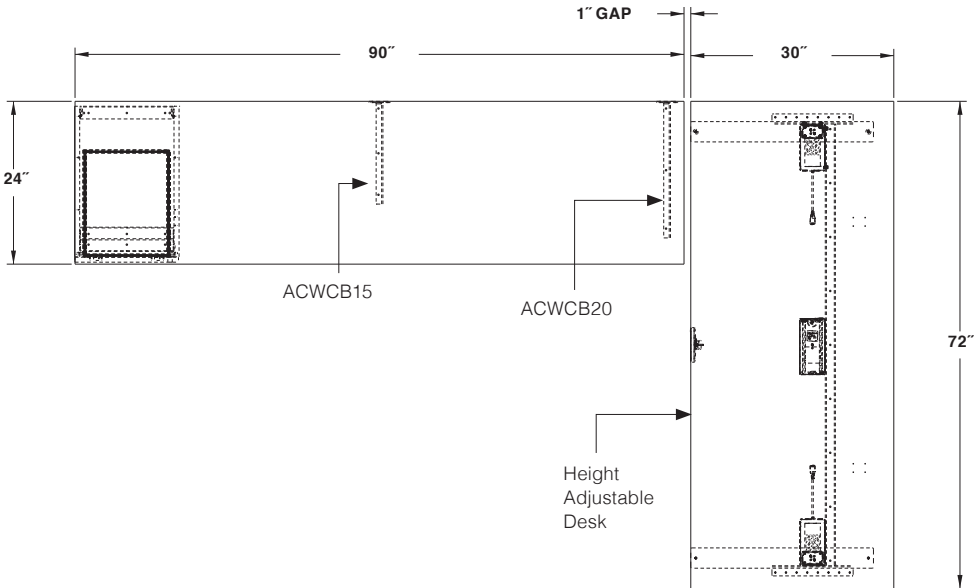 1″ GAP
90″
30″
24″
ACWCB15
ACWCB20
72″
Height
Adjustable
Desk